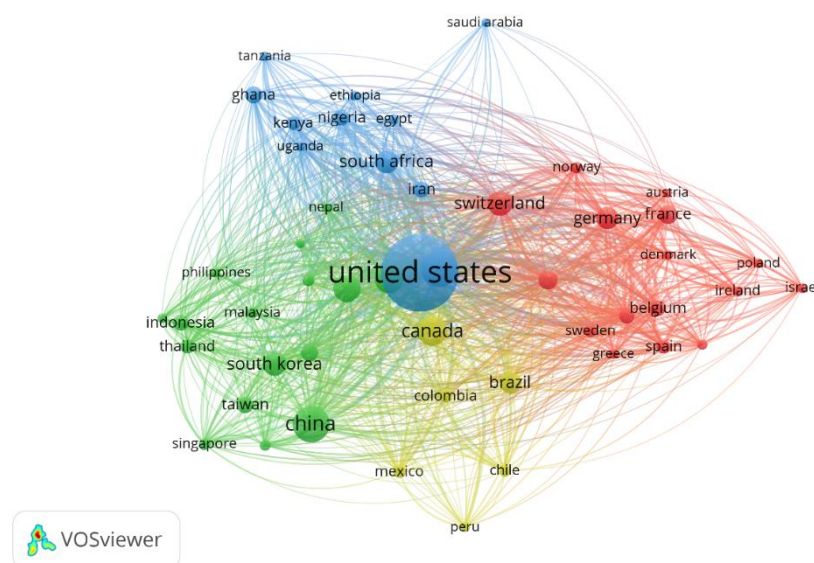 saudi arabia
tanzania
ghana
ethiopia
kenya
nigeria
egypt
uganda
south africa
norway
iran
austria
switzerland
nepal
germany
france
denmark
poland
philippines
united states
israel
ireland
malaysia
belgium
indonesia
canada
sweden
thailand
greece
spain
south korea
brazil
colombia
taiwan
china
singapore
mexico
chile
peru
VOSviewer